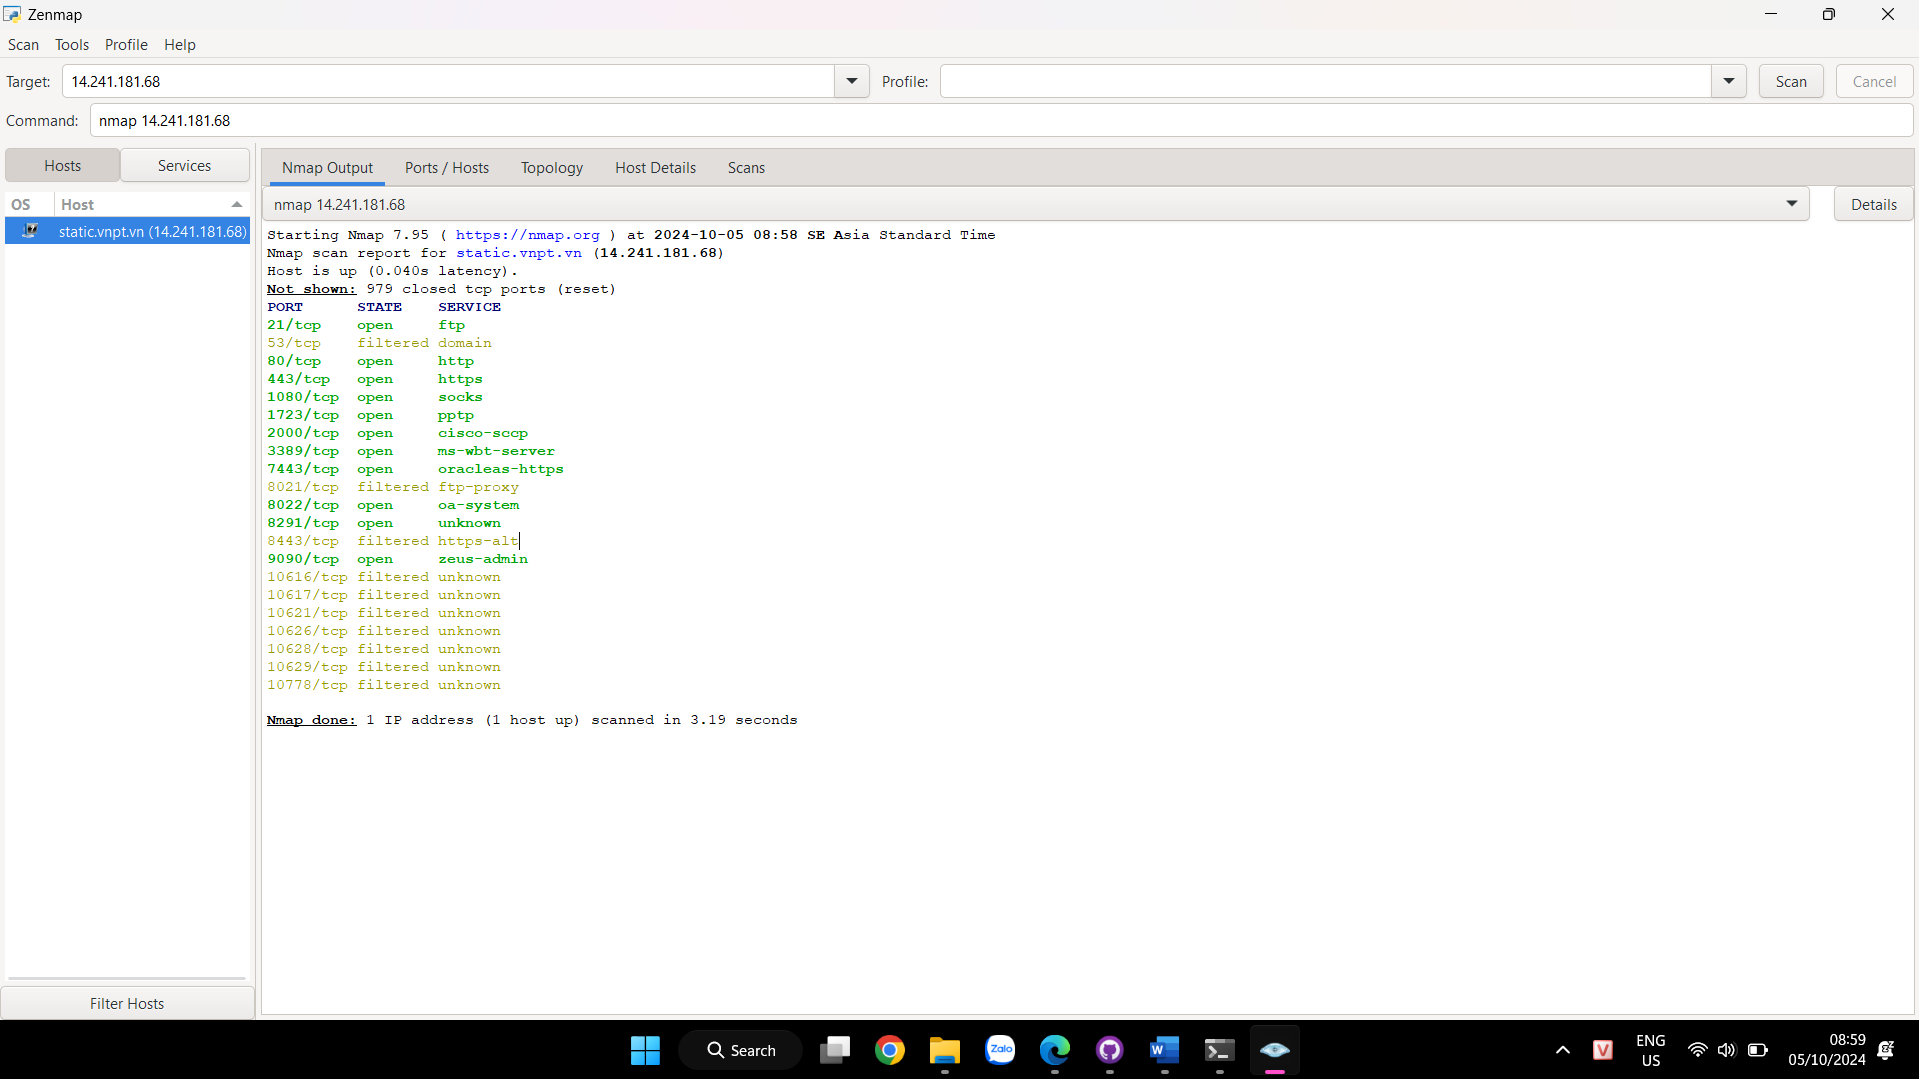 Zenmap
Scan Tools Profile Help
Target: 14.241.181.68 Profile: Scan Cancel
Command: nmap 14.241.181.68
Hosts Services
Nmap Output Ports / Hosts Topology Host Details Scans
OS Host
static.vnpt.vn (14.241.181.68)
nmap 14.241.181.68 Details
Starting Nmap 7.95 ( https://nmap.org ) at 2024-10-05 08:58 SE Asia Standard Time
Nmap scan report for static.vnpt.vn (14.241.181.68)
Host is up (0.040s latency).
Not shown: 979 closed tcp ports (reset)
PORT STATE SERVICE
21/tcp open ftp
53/tcp filtered domain
80/tcp open http
443/tcp open https
1080/tcp open socks
1723/tcp open pptp
2000/tcp open cisco-sccp
3389/tcp open ms-wbt-server
7443/tcp open oracleas-https
8021/tcp filtered ftp-proxy
8022/tcp open oa-system
8291/tcp open unknown
8443/tcp filtered https-alt
9090/tcp open zeus-admin
10616/tcp filtered unknown
10617/tcp filtered unknown
10621/tcp filtered unknown
10626/tcp filtered unknown
10628/tcp filtered unknown
10629/tcp filtered unknown
10778/tcp filtered unknown
Nmap done: 1 IP address (1 host up) scanned in 3.19 seconds
Filter Hosts
Search
Zalo
W
V
ENG
US
08:59
05/10/2024